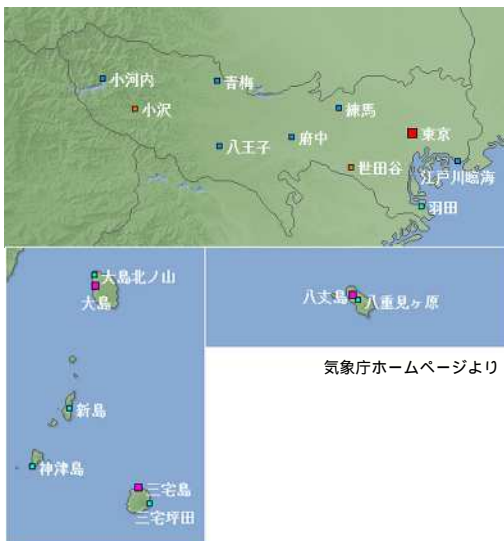 小河内
青梅
小沢
練馬
東京
府中
八王子
世田谷
江戸川臨海
羽田
大島北ノ山
大島
八丈島
八重見ヶ原
気象庁ホームページより
新島
神津島
三宅島
三宅坪田